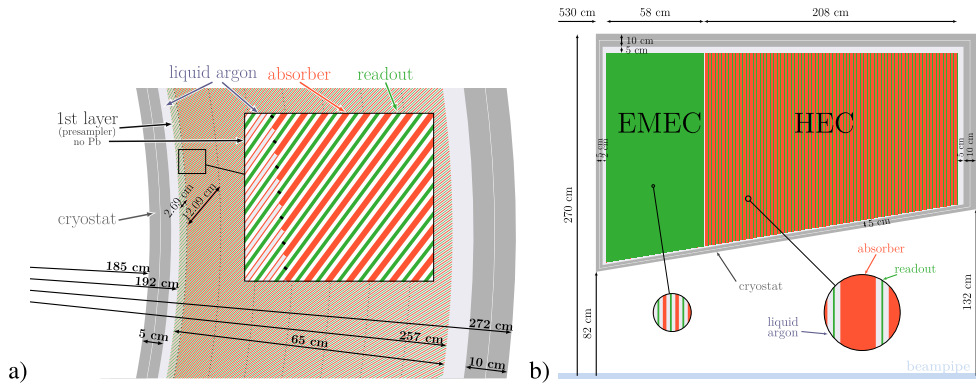 liquid argon
absorber
readout
1st layer
(presampler)
no Pb
2.69 cm
12.09 cm
cryostat
185 cm
192 cm
272 cm
257 cm
65 cm
5 cm
10 cm
a)
530 cm
58 cm
208 cm
10 cm
5 cm
EMEC
HEC
5 cm
2 cm
5 cm
10 cm
270 cm
5 cm
absorber
readout
cryostat
liquid
argon
82 cm
132 cm
beampipe
b)